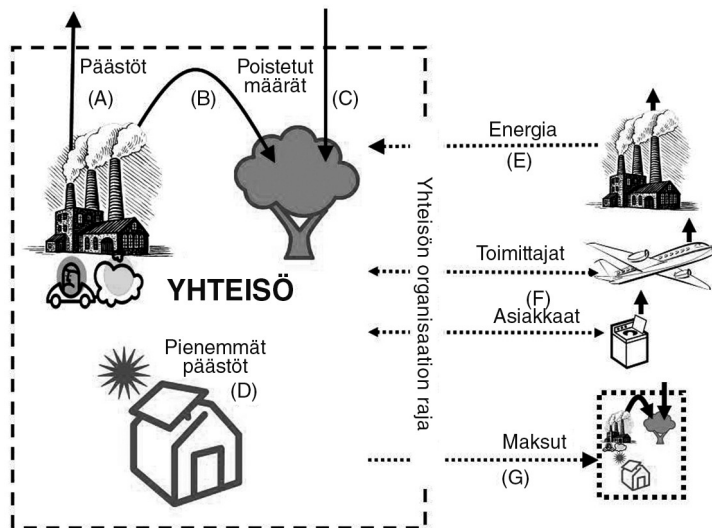 Päästöt
(A)
(B)
Poistetut
määrät
(C)
Energia
(E)
Yhteisön organisaation raja
Toimittajat
(F)
Asiakkaat
YHTEISÖ
Pienemmät
päästöt
(D)
Maksut
(G)